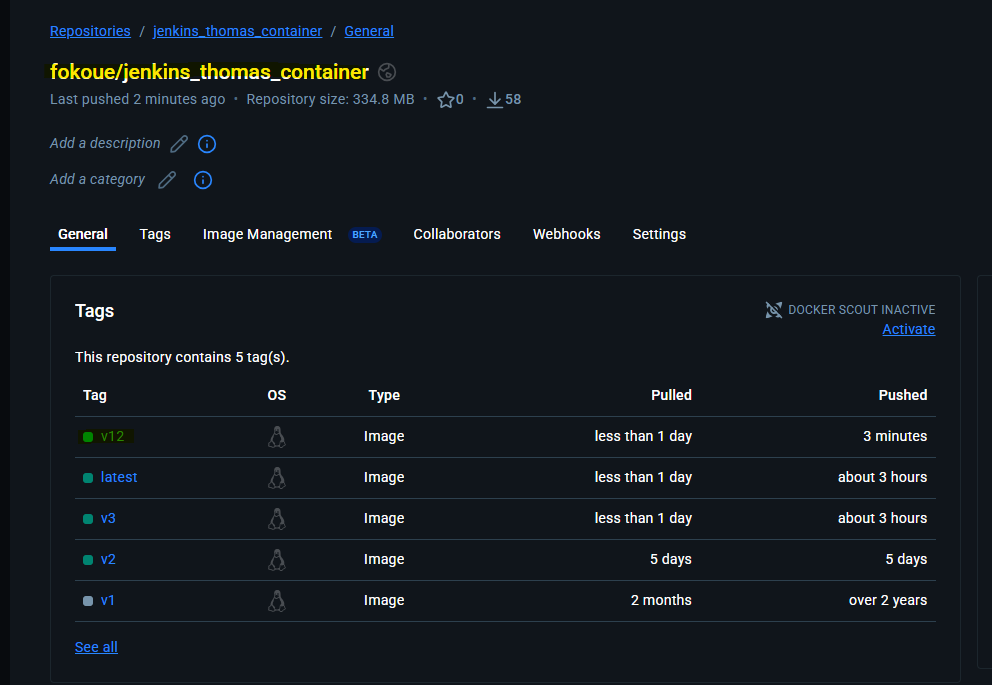 Repositories / jenkins_thomas_container / General
fokoue/jenkins_thomas_container
Last pushed 2 minutes ago • Repository size: 334.8 MB • 0 • 58
Add a description
Add a category
General Tags Image Management BETA Collaborators Webhooks Settings
Tags
DOCKER SCOUT INACTIVE
Activate
This repository contains 5 tag(s).
Tag OS Type Pulled Pushed
v12 Image less than 1 day 3 minutes
latest Image less than 1 day about 3 hours
v3 Image less than 1 day about 3 hours
v2 Image 5 days 5 days
v1 Image 2 months over 2 years
See all